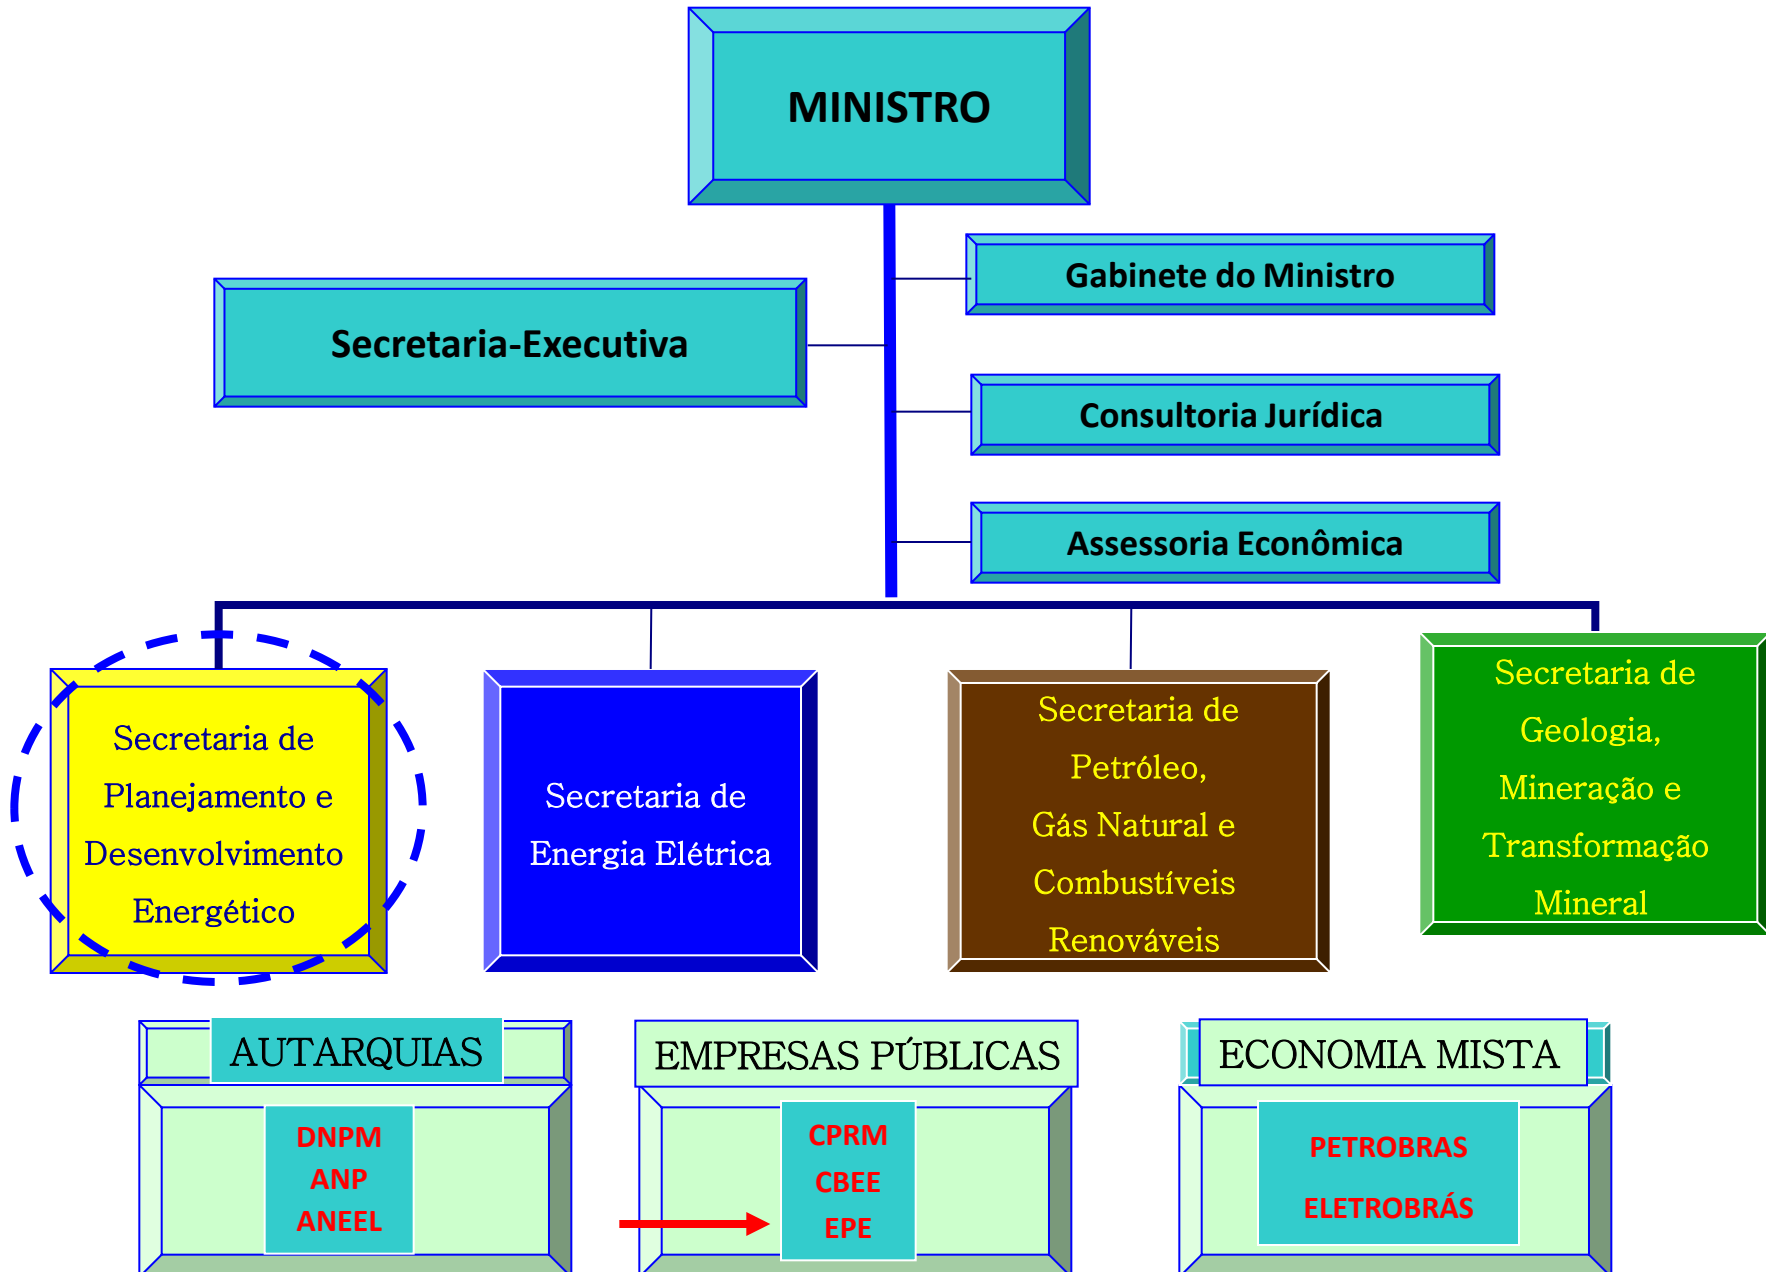 MINISTRO
Gabinete do Ministro
Secretaria-Executiva
Consultoria Jurídica
Assessoria Econômica
Secretaria de
Planejamento e
Desenvolvimento
Energético
Secretaria de
Energia Elétrica
Secretaria de
Petróleo,
Gás Natural e
Combustíveis
Renováveis
Secretaria de
Geologia,
Mineração e
Transformação
Mineral
AUTARQUIAS
DNPM
ANP
ANEEL
EMPRESAS PÚBLICAS
CPRM
CBEE
EPE
ECONOMIA MISTA
PETROBRAS
ELETROBRÁS